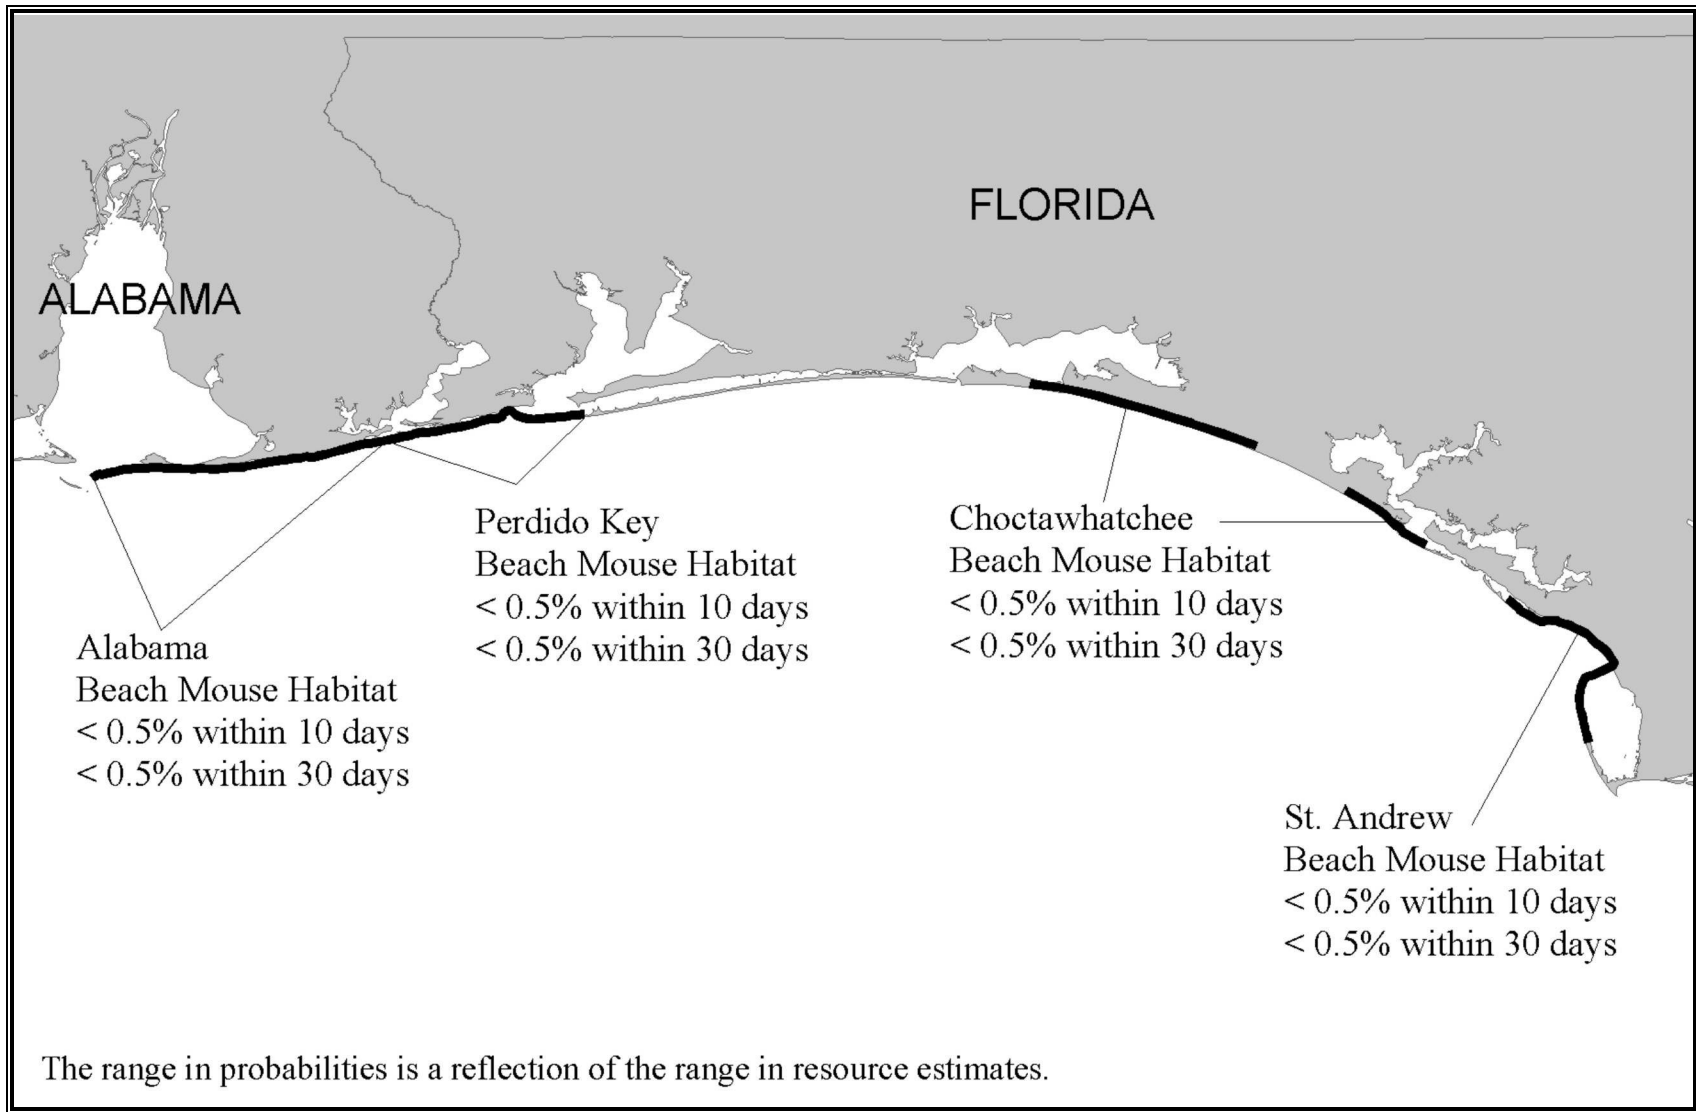 FLORIDA
ALABAMA
Perdido Key
Beach Mouse Habitat
< 0.5% within 10 days
< 0.5% within 30 days
Choctawhatchee
Beach Mouse Habitat
< 0.5% within 10 days
< 0.5% within 30 days
Alabama
Beach Mouse Habitat
< 0.5% within 10 days
< 0.5% within 30 days
St. Andrew
Beach Mouse Habitat
< 0.5% within 10 days
< 0.5% within 30 days
The range in probabilities is a reflection of the range in resource estimates.